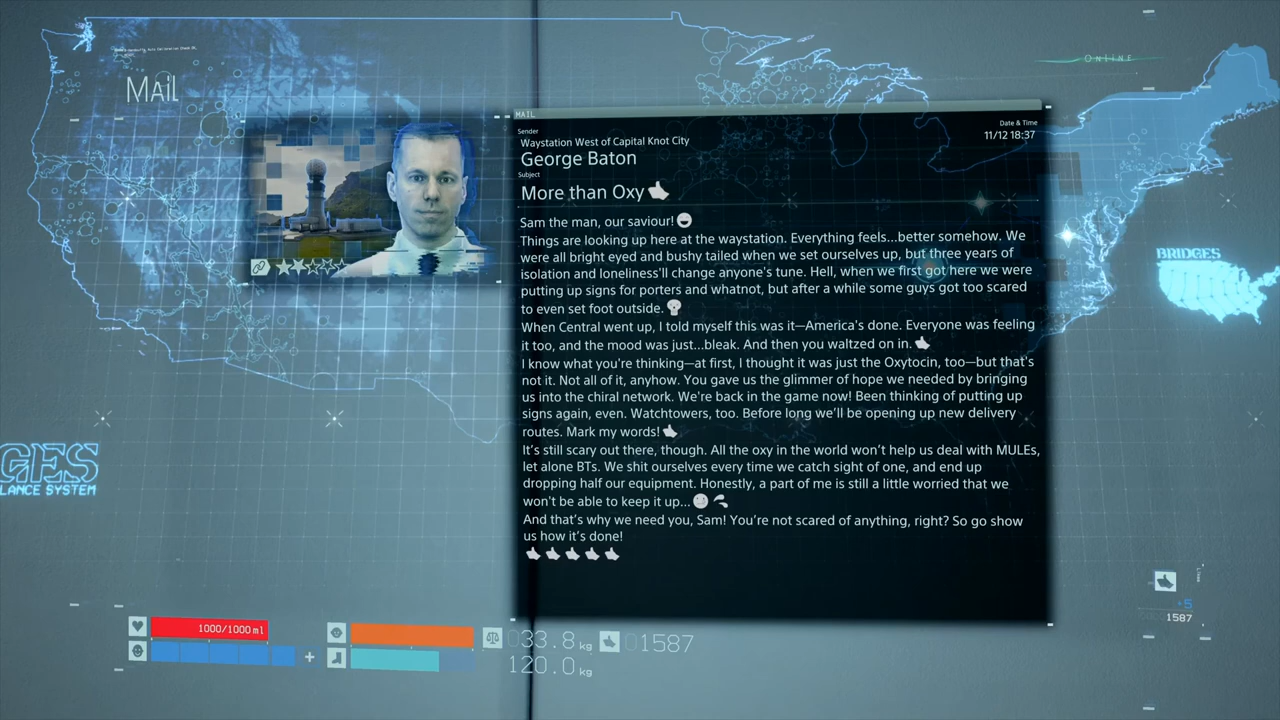 Mail
Online
MAIL
Sender
Date & Time
Waystation West of Capital Knot City
11/12 18:37
George Baton
Subject
More than Oxy
Sam the man, our saviour!
Things are looking up here at the waystation. Everything feels...better somehow. We
were all bright eyed and bushy tailed when we set ourselves up, but three years of
isolation and loneliness'll change anyone's tune. Hell, when we first got here we were
putting up signs for porters and whatnot, but after a while some guys got too scared
to even set foot outside.
When Central went up, I told myself this was it—America's done. Everyone was feeling
it too, and the mood was just...bleak. And then you waltzed on in.
I know what you're thinking—at first, I thought it was just the Oxytocin, too—but that's
not it. Not all of it, anyhow. You gave us the glimmer of hope we needed by bringing
us into the chiral network. We're back in the game now! Been thinking of putting up
signs again, even. Watchtowers, too. Before long we'll be opening up new delivery
routes. Mark my words!
It's still scary out there, though. All the oxy in the world won't help us deal with MULEs,
let alone BTs. We shit ourselves every time we catch sight of one, and end up
dropping half our equipment. Honestly, a part of me is still a little worried that we
won't be able to keep it up...
And that's why we need you, Sam! You're not scared of anything, right? So go show
us how it's done!
BRIDGES
GES
LANCE SYSTEM
1000/1000 ml
+
033.8 kg
01587
120.0 kg
Likes
+5
00001587